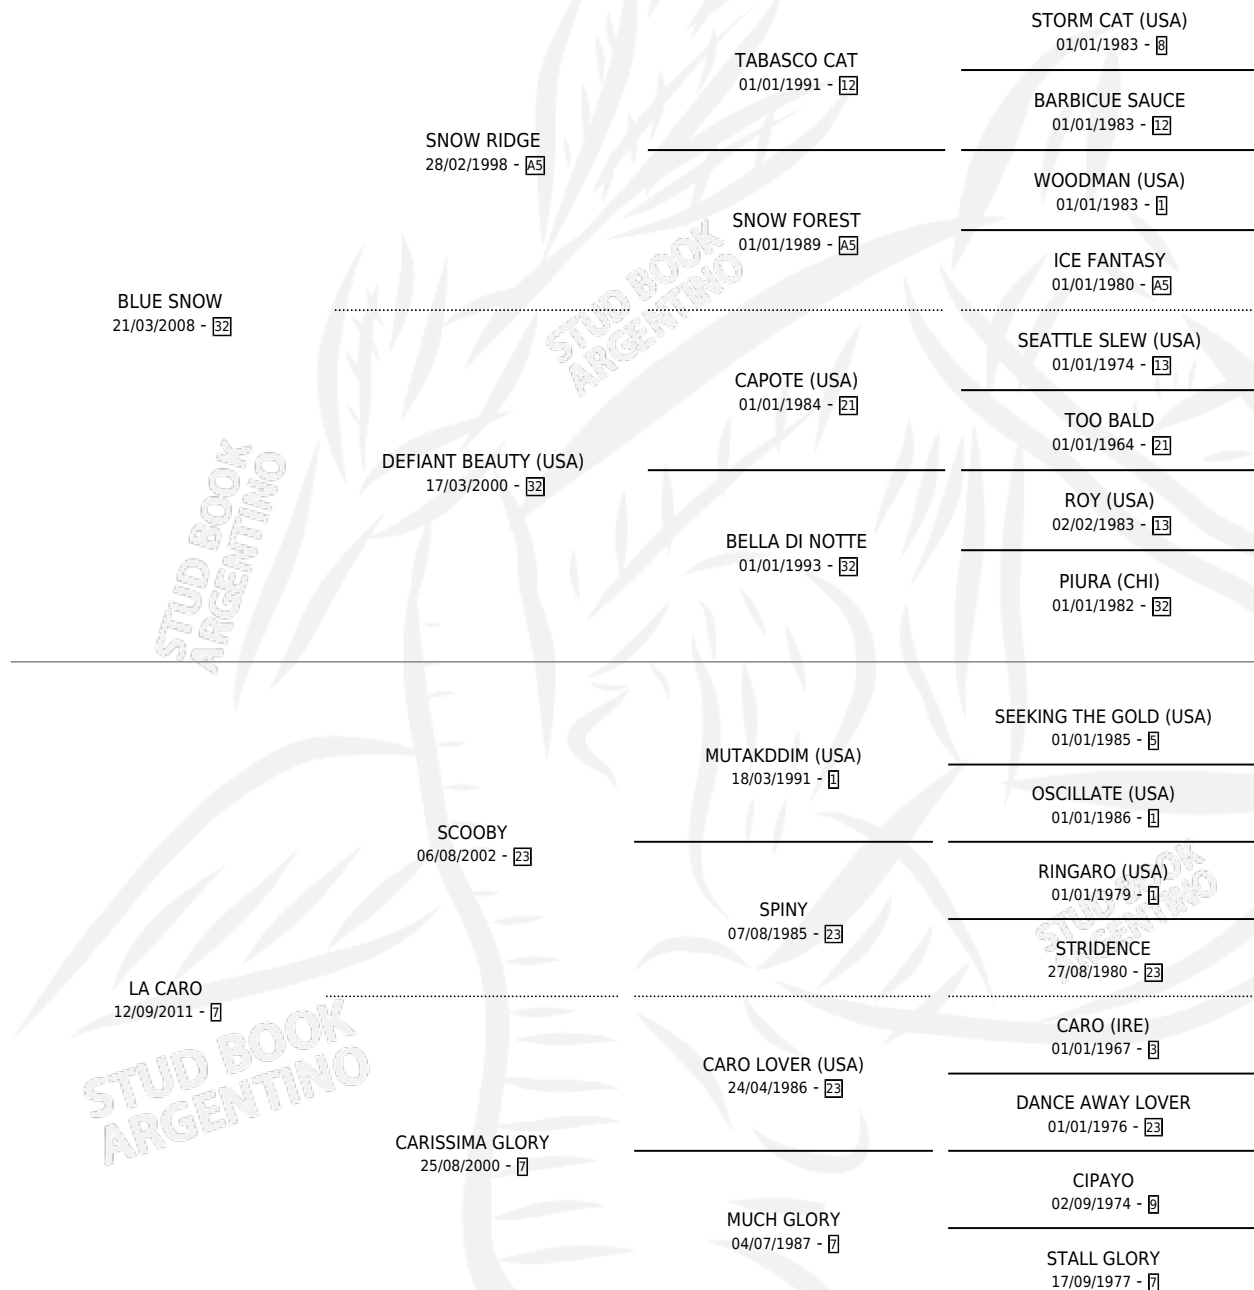 STORM CAT (USA)
01/01/1983 - 8
TABASCO CAT
01/01/1991 - 12
BARBICUE SAUCE
01/01/1983 - 12
SNOW RIDGE
28/02/1998 - A5
WOODMAN (USA)
01/01/1983 - 1
SNOW FOREST
01/01/1989 - A5
ICE FANTASY
01/01/1980 - A5
BLUE SNOW
21/03/2008 - 32
SEATTLE SLEW (USA)
01/01/1974 - 13
CAPOTE (USA)
01/01/1984 - 21
TOO BALD
01/01/1964 - 21
DEFIANT BEAUTY (USA)
17/03/2000 - 32
ROY (USA)
02/02/1983 - 13
BELLA DI NOTTE
01/01/1993 - 32
PIURA (CHI)
01/01/1982 - 32
SEEKING THE GOLD (USA)
01/01/1985 - 5
MUTAKDDIM (USA)
18/03/1991 - 1
OSCILLATE (USA)
01/01/1986 - 1
SCOOBY
06/08/2002 - 23
RINGARO (USA)
01/01/1979 - 1
SPINY
07/08/1985 - 23
STRIDENCE
27/08/1980 - 23
LA CARO
12/09/2011 - 7
CARO (IRE)
01/01/1967 - 3
CARO LOVER (USA)
24/04/1986 - 23
DANCE AWAY LOVER
01/01/1976 - 23
CARISSIMA GLORY
25/08/2000 - 7
CIPAYO
02/09/1974 - 9
MUCH GLORY
04/07/1987 - 7
STALL GLORY
17/09/1977 - 7
STUD BOOK
ARGENTINO
STUD BOOK
ARGENTINO
STUD BOOK
ARGENTINO
STUD BOOK
ARGENTINO